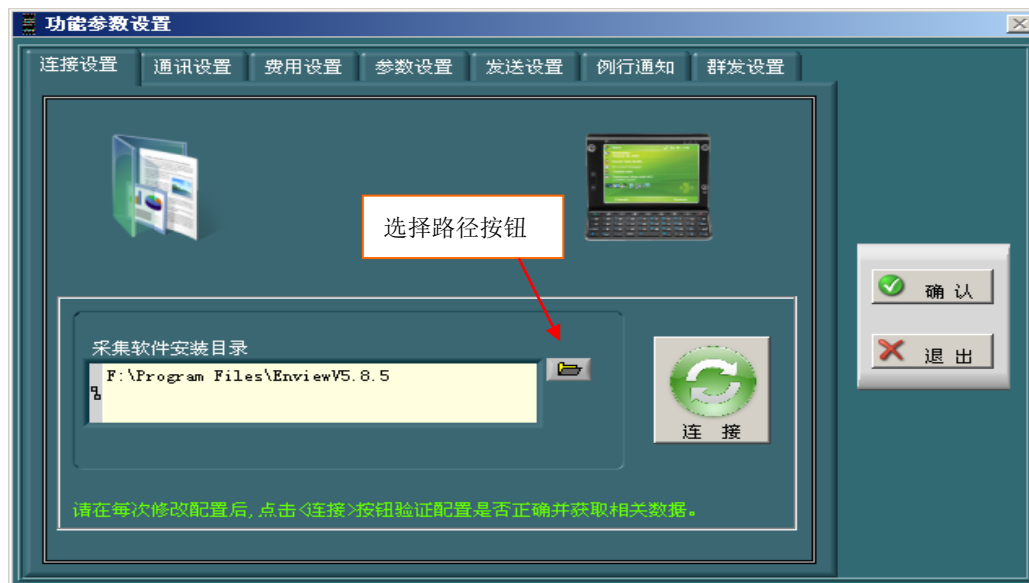 功能参数设置
连接设置 通讯设置 费用设置 参数设置 发送设置 例行通知 群发设置
选择路径按钮
确认
采集软件安装目录
退出
F:\Program Files\EnviewV5.8.5
连 接
请在每次修改配置后,点击<连接>按钮验证配置是否正确并获取相关数据。